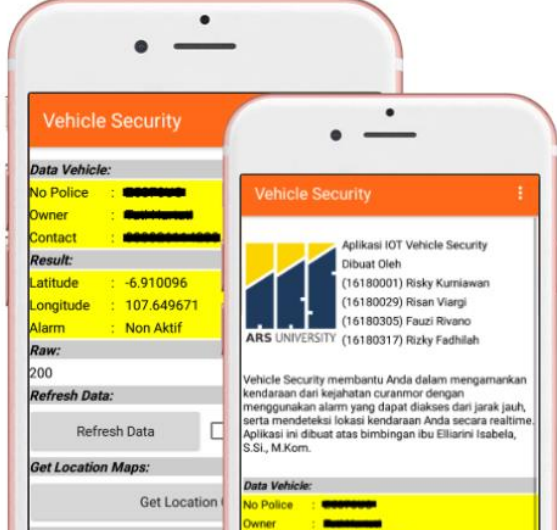 Vehicle Security
Data Vehicle:
No Police :
Owner :
Contact :
Result:
Latitude : -6.910096
Longitude : 107.649671
Alarm : Non Aktif
Raw:
200
Refresh Data:
Refresh Data
Get Location Maps:
Get Location
Vehicle Security
Aplikasi IOT Vehicle Security
Dibuat Oleh
(16180001) Risky Kurniawan
(16180029) Risan Viargi
(16180305) Fauzi Rivano
(16180317) Rizky Fadhilah
ARS UNIVERSITY
Vehicle Security membantu Anda dalam mengamankan
kendaraan dari kejahatan curanmor dengan
menggunakan alarm yang dapat diakses dari jarak jauh,
serta mendeteksi lokasi kendaraan Anda secara realtime.
Aplikasi ini dibuat atas bimbingan ibu Elliarini Isabela,
S.Si., M.Kom.
Data Vehicle:
No Police :
Owner :